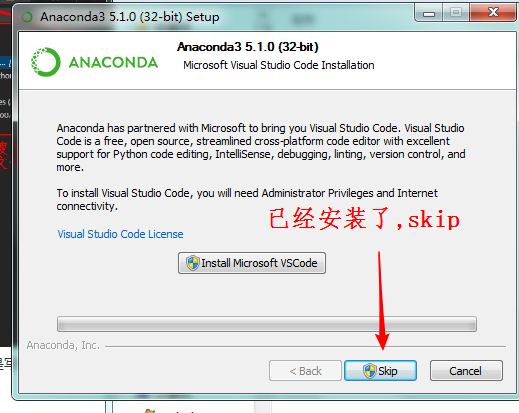 Anaconda3 5.1.0 (32-bit) Setup
ANACONDA
Anaconda3 5.1.0 (32-bit)
Microsoft Visual Studio Code Installation
Anaconda has partnered with Microsoft to bring you Visual Studio Code. Visual Studio
Code is a free, open source, streamlined cross-platform code editor with excellent
support for Python code editing, IntelliSense, debugging, linting, version control, and
more.
To install Visual Studio Code, you will need Administrator Privileges and Internet
connectivity.
已经安装了,skip
Visual Studio Code License
Install Microsoft VSCode
Anaconda, Inc.
< Back
Skip
Cancel